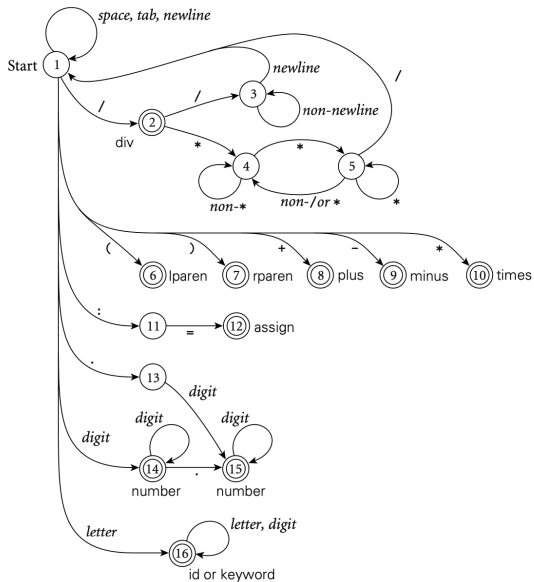 space, tab, newline
Start 1
/
/
newline
3
non-newline
/
2
div
*
*
4
5
non-*
non-/or *
*
(
)
+
-
*
6 lparen 7 rparen 8 plus 9 minus 10 times
:
11 = 12 assign
.
13
digit
digit
digit
digit
14 . 15
number
number
letter
letter, digit
16
id or keyword